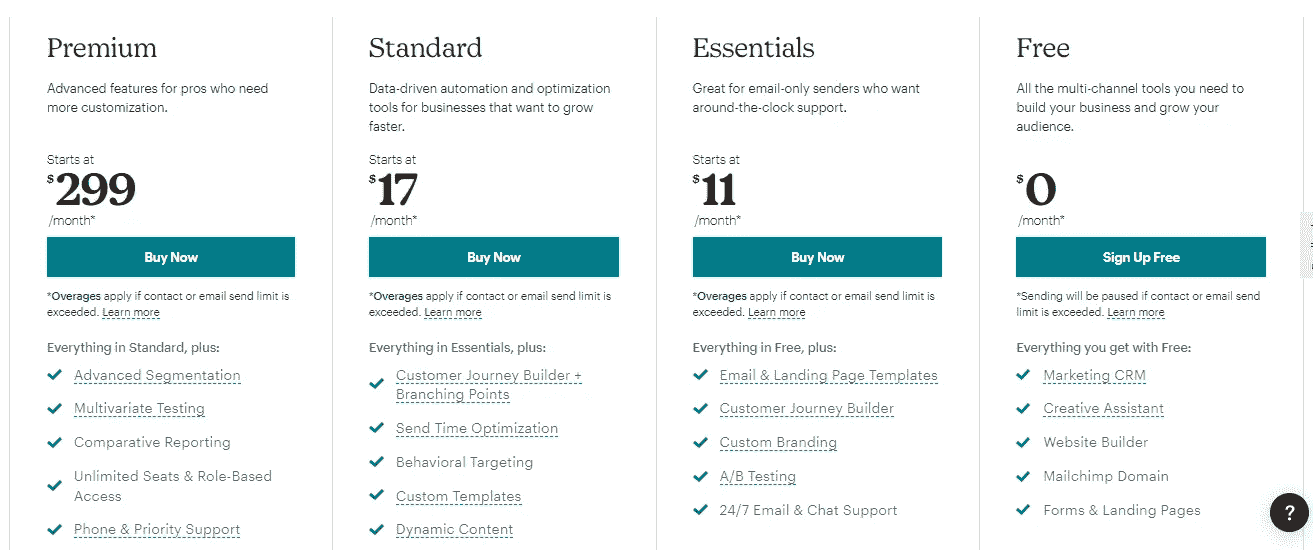 Premium
Advanced features for pros who need
more customization.
Starts at
$299
/month*
Buy Now
*Overages apply if contact or email send limit is
exceeded. Learn more
Everything in Standard, plus:
Advanced Segmentation
Multivariate Testing
Comparative Reporting
Unlimited Seats & Role-Based
Access
Phone & Priority Support
Standard
Data-driven automation and optimization
tools for businesses that want to grow
faster.
Starts at
$17
/month*
Buy Now
*Overages apply if contact or email send limit is
exceeded. Learn more
Everything in Essentials, plus:
Customer Journey Builder +
Branching Points
Send Time Optimization
Behavioral Targeting
Custom Templates
Dynamic Content
Essentials
Great for email-only senders who want
around-the-clock support.
Starts at
$11
/month*
Buy Now
*Overages apply if contact or email send limit is
exceeded. Learn more
Everything in Free, plus:
Email & Landing Page Templates
Customer Journey Builder
Custom Branding
A/B Testing
24/7 Email & Chat Support
Free
All the multi-channel tools you need to
build your business and grow your
audience.
$0
/month*
Sign Up Free
*Sending will be paused if contact or email send
limit is exceeded. Learn more
Everything you get with Free:
Marketing CRM
Creative Assistant
Website Builder
Mailchimp Domain
Forms & Landing Pages
?